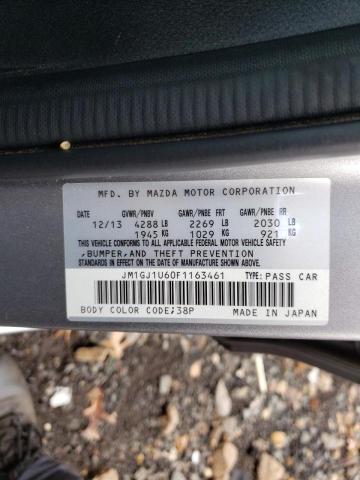 MFD. BY MAZDA MOTOR CORPORATION
DATE GVWR/PNBV GAWR/PNBE FRT GAWR/PNBE RR
12/13 4288 LB 2269 LB 2030 LB
1945 KG 1029 KG 921 KG
THIS VEHICLE CONFORMS TO ALL APPLICABLE FEDERAL MOTOR VEHICLE SAFETY
, BUMPER, AND THEFT PREVENTION
STANDARDS IN EFFECT ON THE DATE OF MANUFACTURE SHOWN ABOVE.
JM1GJ1U60F1163461 TYPE: PASS CAR
BODY COLOR CODE: 38P MADE IN JAPAN